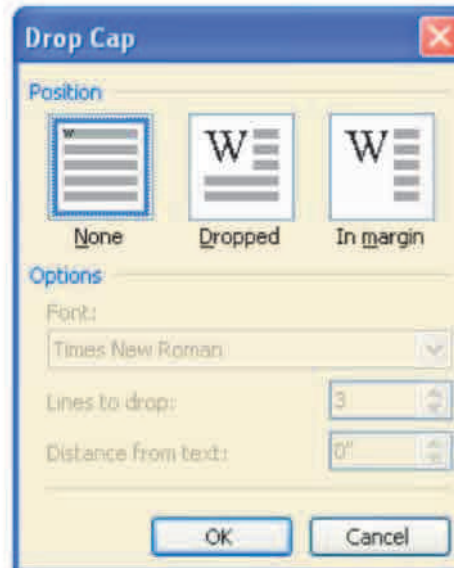 Drop Cap
Position
w W W
None Dropped In margin
Options
Font:
Times New Roman
Lines to drop: 3
Distance from text: 0"
OK Cancel